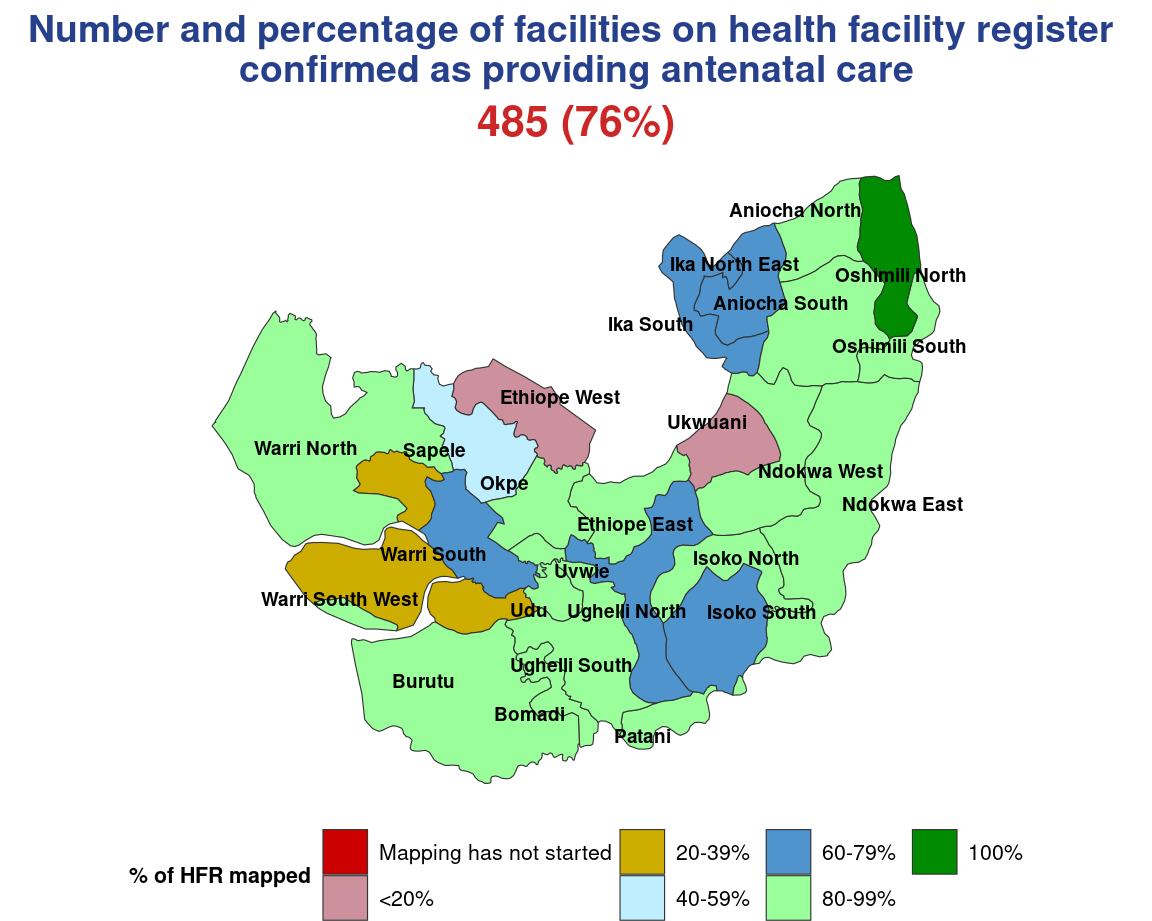 Number and percentage of facilities on health facility register
confirmed as providing antenatal care
485 (76%)
Aniocha North
Ika North East
Oshimili North
Aniocha South
Ika South
Oshimili South
Ethiope West
Ukwuani
Warri North
Sapele
Ndokwa West
Okpe
Ndokwa East
Ethiope East
Warri South
Isoko North
Uvwie
Warri South West
Udu
Ughelli North
Isoko South
Ughelli South
Burutu
Bomadi
Patani
% of HFR mapped
Mapping has not started
<20%
20-39%
40-59%
60-79%
80-99%
100%